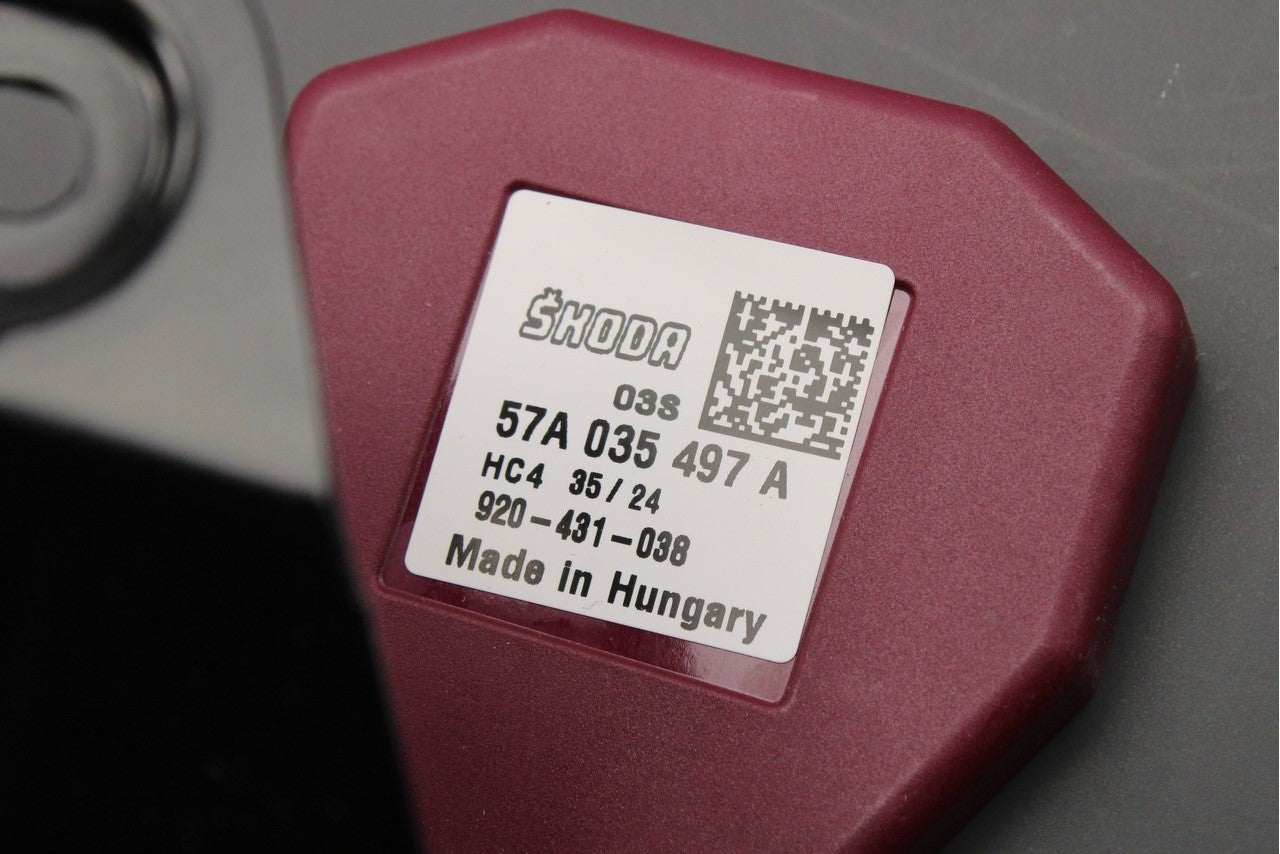 ŠKODA
03S
57A 035 497 A
HC4 35/24
920-431-038
Made in Hungary